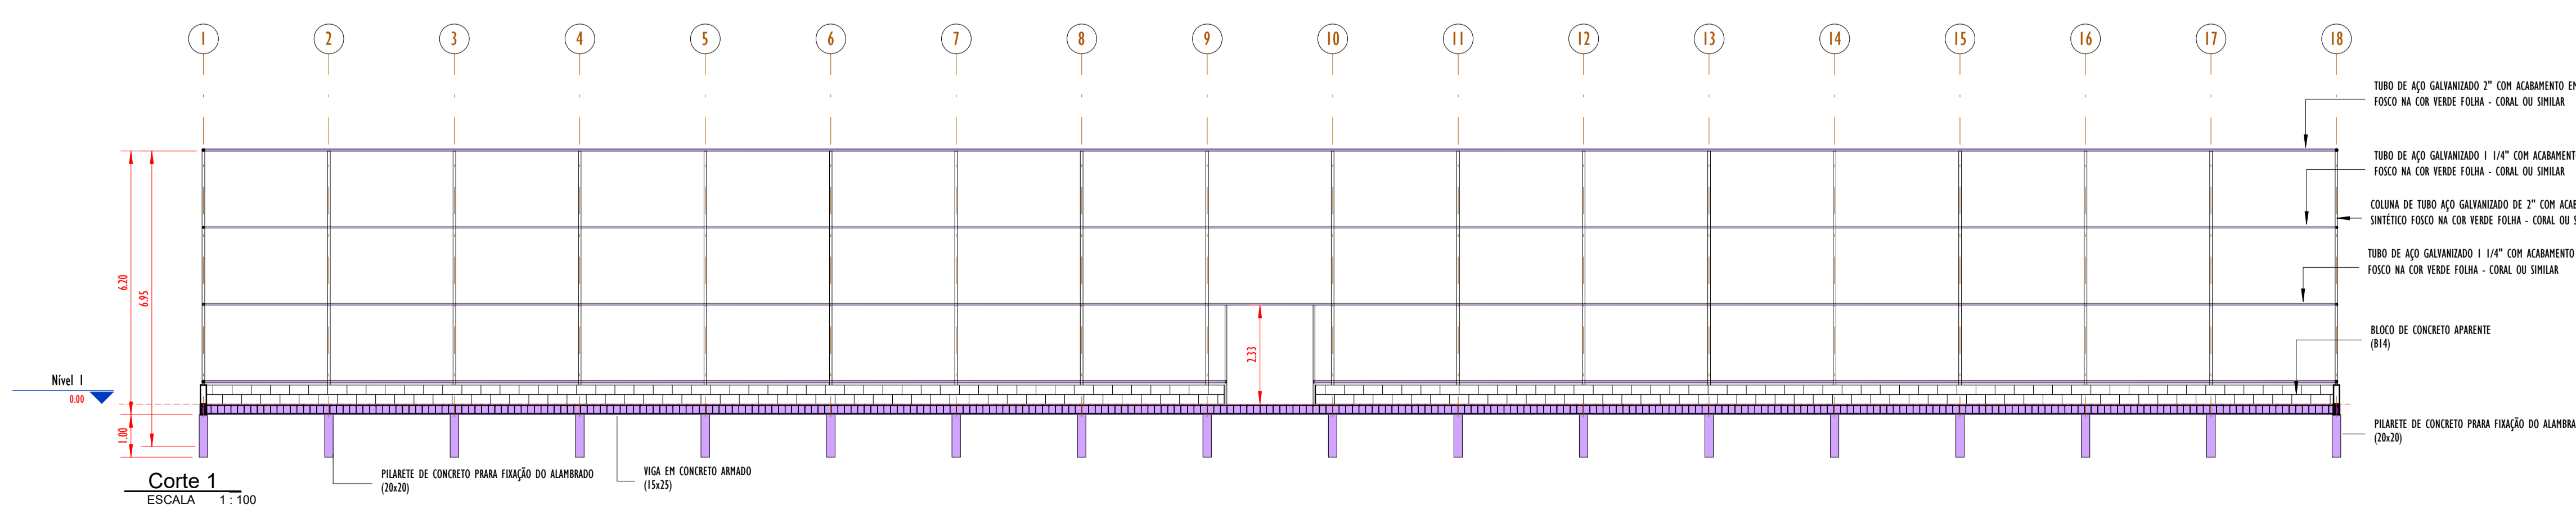 1 2 3 4 5 6 7 8 9 10 11 12 13 14 15 16 17 18
TUBO DE AÇO GALVANIZADO 2" COM ACABAMENTO
FOSCO NA COR VERDE FOLHA - CORAL OU SIMILAR
TUBO DE AÇO GALVANIZADO 1 1/4" COM ACABAMENT
FOSCO NA COR VERDE FOLHA - CORAL OU SIMILAR
COLUNA DE TUBO AÇO GALVANIZADO DE 2" COM ACAB
SINTÉTICO FOSCO NA COR VERDE FOLHA - CORAL OU S
TUBO DE AÇO GALVANIZADO 1 1/4" COM ACABAMENTO
FOSCO NA COR VERDE FOLHA - CORAL OU SIMILAR
6.20
6.95
2.33
BLOCO DE CONCRETO APARENTE
(B14)
Nível 1
0.00
1.00
PILARETE DE CONCRETO PRARA FIXAÇÃO DO ALAMBRA
(20x20)
PILARETE DE CONCRETO PRARA FIXAÇÃO DO ALAMBRADO
(20x20)
VIGA EM CONCRETO ARMADO
(15x25)
Corte 1
ESCALA 1 : 100